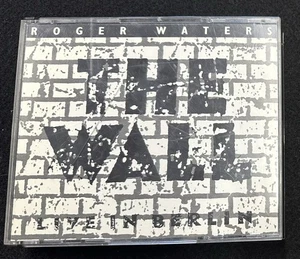 ROGER WATERS
THE
WALL
LIVE IN BERLIN